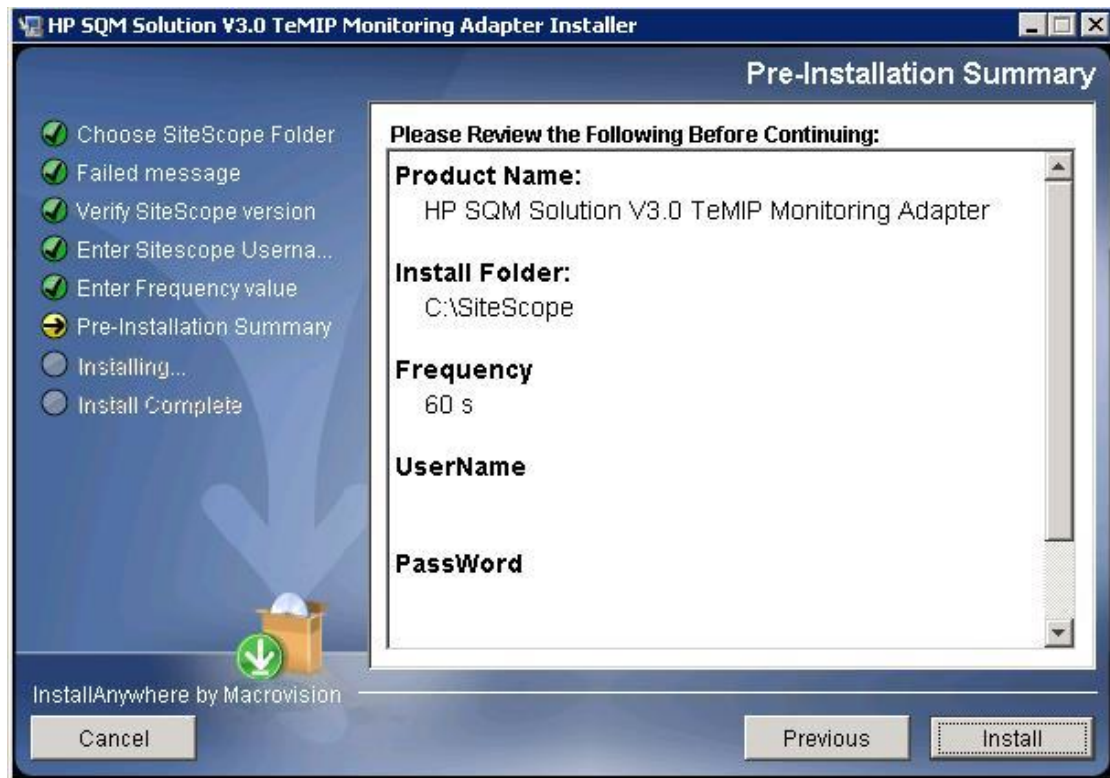 HP SQM Solution V3.0 TeMIP Monitoring Adapter Installer
Pre-Installation Summary
Choose SiteScope Folder
Failed message
Verify SiteScope version
Enter Sitescope Userna...
Enter Frequency value
Pre-Installation Summary
Installing...
Install Complete
Please Review the Following Before Continuing:
Product Name:
HP SQM Solution V3.0 TeMIP Monitoring Adapter
Install Folder:
C:\SiteScope
Frequency
60 s
UserName
PassWord
InstallAnywhere by Macrovision
Cancel
Previous
Install